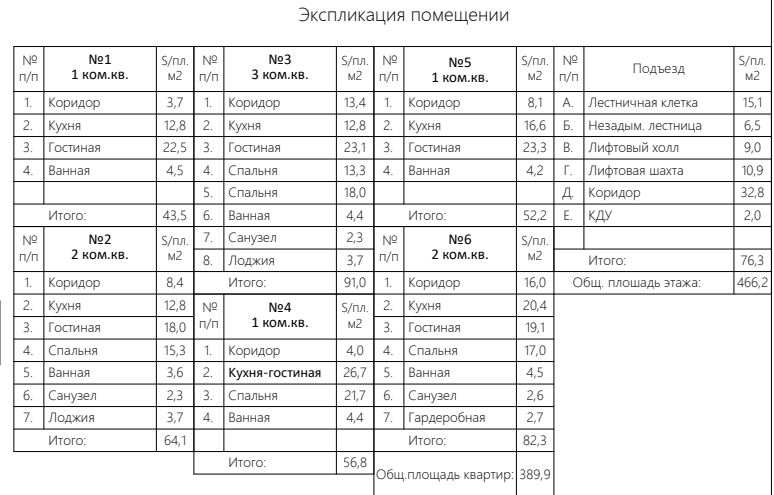 Экспликация помещении
№ п/п №1 1 ком.кв. S/пл. м2
1. Коридор 3,7
2. Кухня 12,8
3. Гостиная 22,5
4. Ванная 4,5
Итого: 43,5
№ п/п №2 2 ком.кв. S/пл. м2
1. Коридор 8,4
2. Кухня 12,8
3. Гостиная 18,0
4. Спальня 15,3
5. Ванная 3,6
6. Санузел 2,3
7. Лоджия 3,7
Итого: 64,1
№ п/п №3 3 ком.кв. S/пл. м2
1. Коридор 13,4
2. Кухня 12,8
3. Гостиная 23,1
4. Спальня 13,3
5. Спальня 18,0
6. Ванная 4,4
7. Санузел 2,3
8. Лоджия 3,7
Итого: 91,0
№ п/п №4 1 ком.кв. S/пл. м2
1. Коридор 4,0
2. Кухня-гостиная 26,7
3. Спальня 21,7
4. Ванная 4,4
Итого: 56,8
№ п/п №5 1 ком.кв. S/пл. м2
1. Коридор 8,1
2. Кухня 16,6
3. Гостиная 23,3
4. Ванная 4,2
Итого: 52,2
№ п/п №6 2 ком.кв. S/пл. м2
1. Коридор 16,0
2. Кухня 20,4
3. Гостиная 19,1
4. Спальня 17,0
5. Ванная 4,5
6. Санузел 2,6
7. Гардеробная 2,7
Итого: 82,3
Общ.площадь квартир: 389,9
№ п/п Подъезд S/пл. м2
А. Лестничная клетка 15,1
Б. Незадым. лестница 6,5
В. Лифтовый холл 9,0
Г. Лифтовая шахта 10,9
Д. Коридор 32,8
Е. КДУ 2,0
Итого: 76,3
Общ. площадь этажа: 466,2